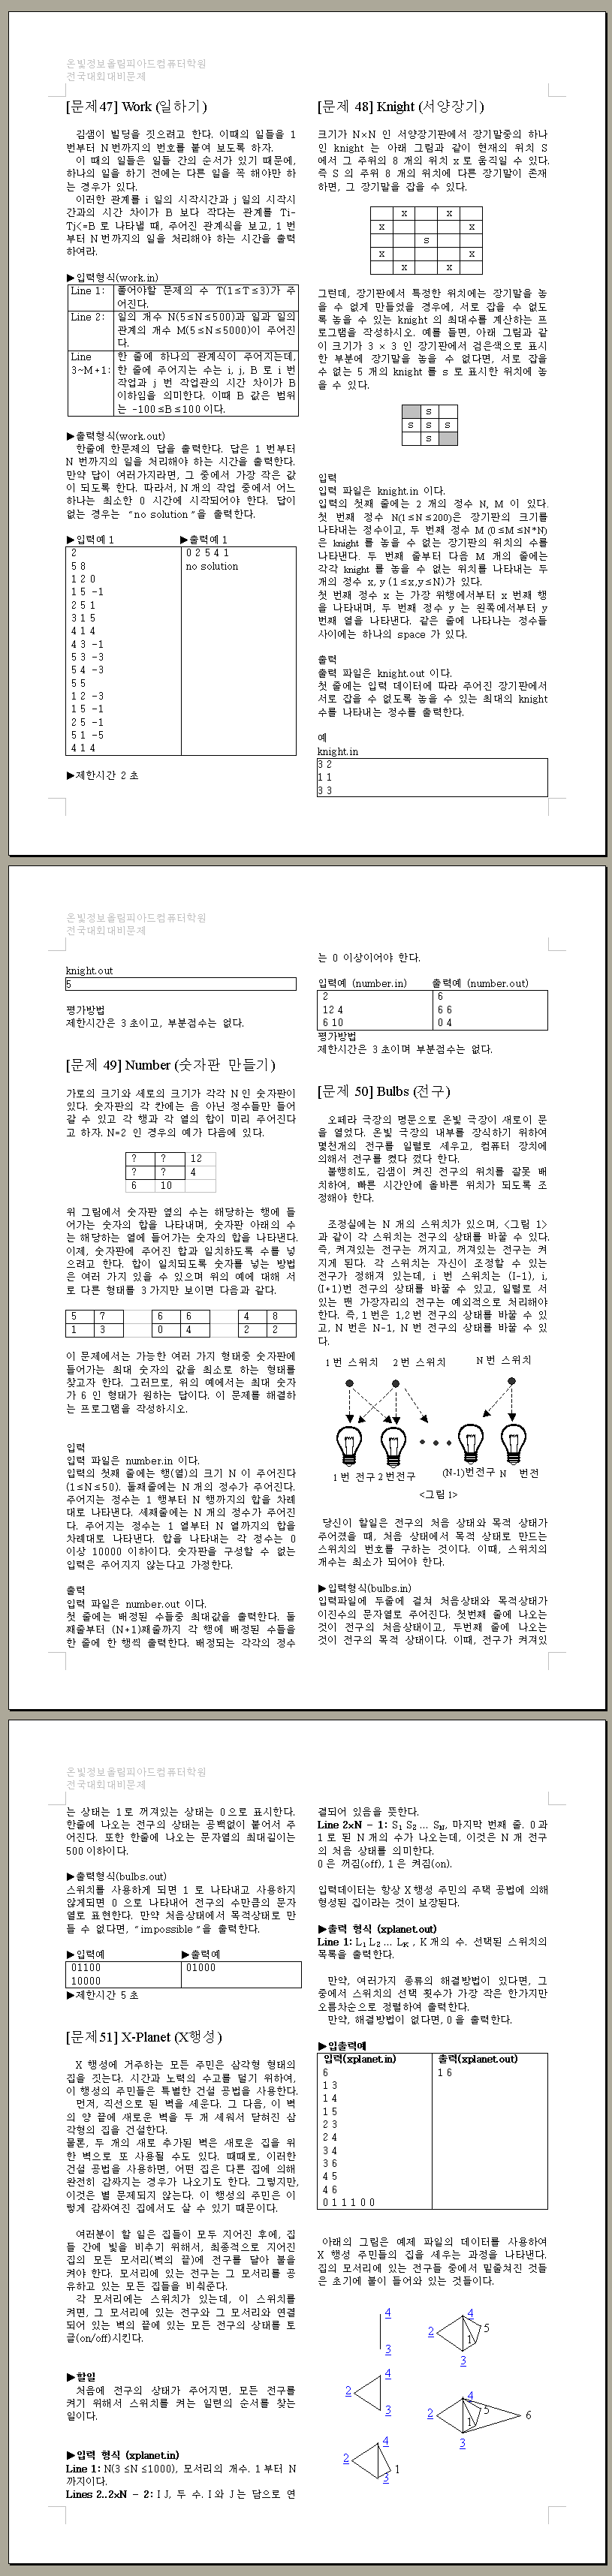 온빛정보올림피아드컴퓨터학원
전국대회대비문제
[문제47] Work (일하기)
김샘이 빌딩을 짓으려고 한다. 이때의 일들을 1
번부터 N 번까지의 번호를 붙여 보도록 하자.
이 때의 일들은 일들 간의 순서가 있기 때문에,
하나의 일을 하기 전에는 다른 일을 꼭 해야만 하
는 경우가 있다.
이러한 관계를 i 일의 시작시간과 j 일의 시작시
간과의 시간 차이가 B 보다 작다는 관계를 Ti-
Tj<=B 로 나타낼 때, 주어진 관계식을 보고, 1 번
부터 N 번까지의 일을 처리해야 하는 시간을 출력
하여라.
▶입력형식(work.in)
Line 1: 풀어야할 문제의 수 T(1≤T≤3)가 주
어진다.
Line 2: 일의 개수 N(5≤N≤500)과 일과 일의
관계의 개수 M(5≤N≤5000)이 주어진
다.
Line 한 줄에 하나의 관계식이 주어지는데,
3~M+1: 한 줄에 주어지는 수는 i, j, B 로 i 번
작업과 j 번 작업관의 시간 차이가 B
이하임을 의미한다. 이때 B 값은 범위
는 -100≤B≤100 이다.
▶출력형식(work.out)
한줄에 한문제의 답을 출력한다. 답은 1 번부터
N 번까지의 일을 처리해야 하는 시간을 출력한다.
만약 답이 여러가지라면, 그 중에서 가장 작은 값
이 되도록 한다. 따라서, N 개의 작업 중에서 어느
하나는 최소한 0 시간에 시작되어야 한다. 답이
없는 경우는 "no solution"을 출력한다.
▶입력예 1 ▶출력예 1
2 0 2 5 4 1
5 8 no solution
1 2 0
1 5 -1
2 5 1
3 1 5
4 1 4
4 3 -1
5 3 -3
5 4 -3
5 5
1 2 -3
1 5 -1
2 5 -1
5 1 -5
4 1 4
▶제한시간 2 초
[문제 48] Knight (서양장기)
크기가 N×N 인 서양장기판에서 장기말중의 하나
인 knight 는 아래 그림과 같이 현재의 위치 S
에서 그 주위의 8 개의 위치 x 로 움직일 수 있다.
즉 S 의 주위 8 개의 위치에 다른 장기말이 존재
하면, 그 장기말을 잡을 수 있다.
x x
x x
s
x x
x x
그런데, 장기판에서 특정한 위치에는 장기말을 놓
을 수 없게 만들었을 경우에, 서로 잡을 수 없도
록 놓을 수 있는 knight 의 최대수를 계산하는 프
로그램을 작성하시오. 예를 들면, 아래 그림과 같
이 크기가 3 × 3 인 장기판에서 검은색으로 표시
한 부분에 장기말을 놓을 수 없다면, 서로 잡을
수 없는 5 개의 knight 를 s 로 표시한 위치에 놓
을 수 있다.
s
s s s
s
입력
입력 파일은 knight.in 이다.
입력의 첫째 줄에는 2 개의 정수 N, M 이 있다.
첫 번째 정수 N(1≤N≤200)은 장기판의 크기를
나타내는 정수이고, 두 번째 정수 M (0≤M≤N*N)
은 knight 를 놓을 수 없는 장기판의 위치의 수를
나타낸다. 두 번째 줄부터 다음 M 개의 줄에는
각각 knight 를 놓을 수 없는 위치를 나타내는 두
개의 정수 x, y (1≤x,y≤N)가 있다.
첫 번째 정수 x 는 가장 위행에서부터 x 번째 행
을 나타내며, 두 번째 정수 y 는 왼쪽에서부터 y
번째 열을 나타낸다. 같은 줄에 나타나는 정수들
사이에는 하나의 space 가 있다.
출력
출력 파일은 knight.out 이다.
첫 줄에는 입력 데이터에 따라 주어진 장기판에서
서로 잡을 수 없도록 놓을 수 있는 최대의 knight
수를 나타내는 정수를 출력한다.
예
knight.in
3 2
1 1
3 3
온빛정보올림피아드컴퓨터학원
전국대회대비문제
knight.out
5
평가방법
제한시간은 3 초이고, 부분점수는 없다.
[문제 49] Number (숫자판 만들기)
가로의 크기와 세로의 크기가 각각 N 인 숫자판이
있다. 숫자판의 각 칸에는 음 아닌 정수들만 들어
갈 수 있고 각 행과 각 열의 합이 미리 주어진다
고 하자. N=2 인 경우의 예가 다음에 있다.
? ? 12
? ? 4
6 10
위 그림에서 숫자판 옆의 수는 해당하는 행에 들
어가는 숫자의 합을 나타내며, 숫자판 아래의 수
는 해당하는 열에 들어가는 숫자의 합을 나타낸다.
이제, 숫자판에 주어진 합과 일치하도록 수를 넣
으려고 한다. 합이 일치되도록 숫자를 넣는 방법
은 여러 가지 있을 수 있으며 위의 예에 대해 서
로 다른 형태를 3 가지만 보이면 다음과 같다.
5 7 6 6 4 8
1 3 0 4 2 2
이 문제에서는 가능한 여러 가지 형태중 숫자판에
들어가는 최대 숫자의 값을 최소로 하는 형태를
찾고자 한다. 그러므로, 위의 예에서는 최대 숫자
가 6 인 형태가 원하는 답이다. 이 문제를 해결하
는 프로그램을 작성하시오.
입력
입력 파일은 number.in 이다.
입력의 첫째 줄에는 행(열)의 크기 N 이 주어진다
(1≤N≤50). 둘째줄에는 N 개의 정수가 주어진다.
주어지는 정수는 1 행부터 N 행까지의 합을 차례
대로 나타낸다. 세째줄에는 N 개의 정수가 주어진
다. 주어지는 정수는 1 열부터 N 열까지의 합을
차례대로 나타낸다. 합을 나타내는 각 정수는 0
이상 10000 이하이다. 숫자판을 구성할 수 없는
입력은 주어지지 않는다고 가정한다.
출력
출력 파일은 number.out 이다.
첫 줄에는 배정된 수들중 최대값을 출력한다. 둘
째줄부터 (N+1)째줄까지 각 행에 배정된 수들을
한 줄에 한 행씩 출력한다. 배정되는 각각의 정수
는 0 이상이어야 한다.
입력예 (number.in) 출력예 (number.out)
2 6
12 4 6 6
6 10 0 4
평가방법
제한시간은 3 초이며 부분점수는 없다.
[문제 50] Bulbs (전구)
오페라 극장의 명문으로 온빛 극장이 새로이 문
을 열었다. 온빛 극장의 내부를 장식하기 위하여
몇천개의 전구를 일렬로 세우고, 컴퓨터 장치에
의해서 전구를 켰다 껐다 한다.
불행히도, 김샘이 켜진 전구의 위치를 잘못 배
치하여, 빠른 시간안에 올바른 위치가 되도록 조
정해야 한다.
조정실에는 N 개의 스위치가 있으며, <그림 1>
과 같이 각 스위치는 전구의 상태를 바꿀 수 있다.
즉, 켜져있는 전구는 꺼지고, 꺼져있는 전구는 켜
지게 된다. 각 스위치는 자신이 조정할 수 있는
전구가 정해져 있는데, i 번 스위치는 (I-1), i,
(I+1)번 전구의 상태를 바꿀 수 있고, 일렬로 서
있는 맨 가장자리의 전구는 예외적으로 처리해야
한다. 즉, 1 번은 1,2 번 전구의 상태를 바꿀 수 있
고, N 번은 N-1, N 번 전구의 상태를 바꿀 수 있
다.
1 번 스위치 2 번 스위치 N 번 스위치
1 번 전구 2 번전구 (N-1)번전구 N 번전
<그림 1>
당신이 할일은 전구의 처음 상태와 목적 상태가
주어졌을 때, 처음 상태에서 목적 상태로 만드는
스위치의 번호를 구하는 것이다. 이때, 스위치의
개수는 최소가 되어야 한다.
▶입력형식(bulbs.in)
입력파일에 두줄에 걸쳐 처음상태와 목적상태가
이진수의 문자열로 주어진다. 첫번째 줄에 나오는
것이 전구의 처음상태이고, 두번째 줄에 나오는
것이 전구의 목적 상태이다. 이때, 전구가 켜져있
온빛정보올림피아드컴퓨터학원
전국대회대비문제
는 상태는 1 로 꺼져있는 상태는 0 으로 표시한다.
한줄에 나오는 전구의 상태는 공백없이 붙어서 주
어진다. 또한 한줄에 나오는 문자열의 최대길이는
500 이하이다.
▶출력형식(bulbs.out)
스위치를 사용하게 되면 1 로 나타내고 사용하지
않게되면 0 으로 나타내어 전구의 수만큼의 문자
열로 표현한다. 만약 처음상태에서 목적상태로 만
들 수 없다면, "impossible"을 출력한다.
▶입력예 ▶출력예
01100 01000
10000
▶제한시간 5 초
[문제51] X-Planet (X행성)
X 행성에 거주하는 모든 주민은 삼각형 형태의
집을 짓는다. 시간과 노력의 수고를 덜기 위하여,
이 행성의 주민들은 특별한 건설 공법을 사용한다.
먼저, 직선으로 된 벽을 세운다. 그 다음, 이 벽
의 양 끝에 새로운 벽을 두 개 세워서 닫혀진 삼
각형의 집을 건설한다.
물론, 두 개의 새로 추가된 벽은 새로운 집을 위
한 벽으로 또 사용될 수도 있다. 때때로, 이러한
건설 공법을 사용하면, 어떤 집은 다른 집에 의해
완전히 감싸지는 경우가 나오기도 한다. 그렇지만,
이것은 별 문제되지 않는다. 이 행성의 주민은 이
렇게 감싸여진 집에서도 살 수 있기 때문이다.
여러분이 할 일은 집들이 모두 지어진 후에, 집
들 간에 빛을 비추기 위해서, 최종적으로 지어진
집의 모든 모서리(벽의 끝)에 전구를 달아 불을
켜야 한다. 모서리에 있는 전구는 그 모서리를 공
유하고 있는 모든 집들을 비춰준다.
각 모서리에는 스위치가 있는데, 이 스위치를
켜면, 그 모서리에 있는 전구와 그 모서리와 연결
되어 있는 벽의 끝에 있는 모든 전구의 상태를 토
글(on/off)시킨다.
▶할일
처음에 전구의 상태가 주어지면, 모든 전구를
켜기 위해서 스위치를 켜는 일련의 순서를 찾는
일이다.
▶입력 형식 (xplanet.in)
Line 1: N(3 ≤N ≤1000), 모서리의 개수. 1 부터 N
까지이다.
Lines 2..2xN - 2: I J, 두 수. I 와 J 는 담으로 연
결되어 있음을 뜻한다.
Line 2xN - 1: S1 S2 ... SN, 마지막 번째 줄. 0 과
1 로 된 N 개의 수가 나오는데, 이것은 N 개 전구
의 처음 상태를 의미한다.
0 은 꺼짐(off), 1 은 켜짐(on).
입력데이터는 항상 X 행성 주민의 주택 공법에 의해
형성된 집이라는 것이 보장된다.
▶출력 형식 (xplanet.out)
Line 1: L1 L2 ... LK , K 개의 수. 선택된 스위치의
목록을 출력한다.
만약, 여러가지 종류의 해결방법이 있다면, 그
중에서 스위치의 선택 횟수가 가장 작은 한가지만
오름차순으로 정렬하여 출력한다.
만약, 해결방법이 없다면, 0 을 출력한다.
▶입출력예
입력(xplanet.in) 출력(xplanet.out)
6 1 6
1 3
1 4
1 5
2 3
2 4
3 4
3 6
4 5
4 6
0 1 1 1 0 0
아래의 그림은 예제 파일의 데이터를 사용하여
X 행성 주민들의 집을 세우는 과정을 나타낸다.
집의 모서리에 있는 전구들 중에서 밑줄쳐진 것들
은 초기에 불이 들어와 있는 것들이다.
4
3
4
2 1 5
3
4
2
3
4
2 1 5 6
3
4
2 1
3